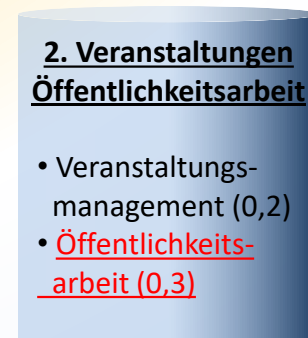 2. Veranstaltungen
Öffentlichkeitsarbeit
• Veranstaltungs-
management (0,2)
• Öffentlichkeits-
arbeit (0,3)